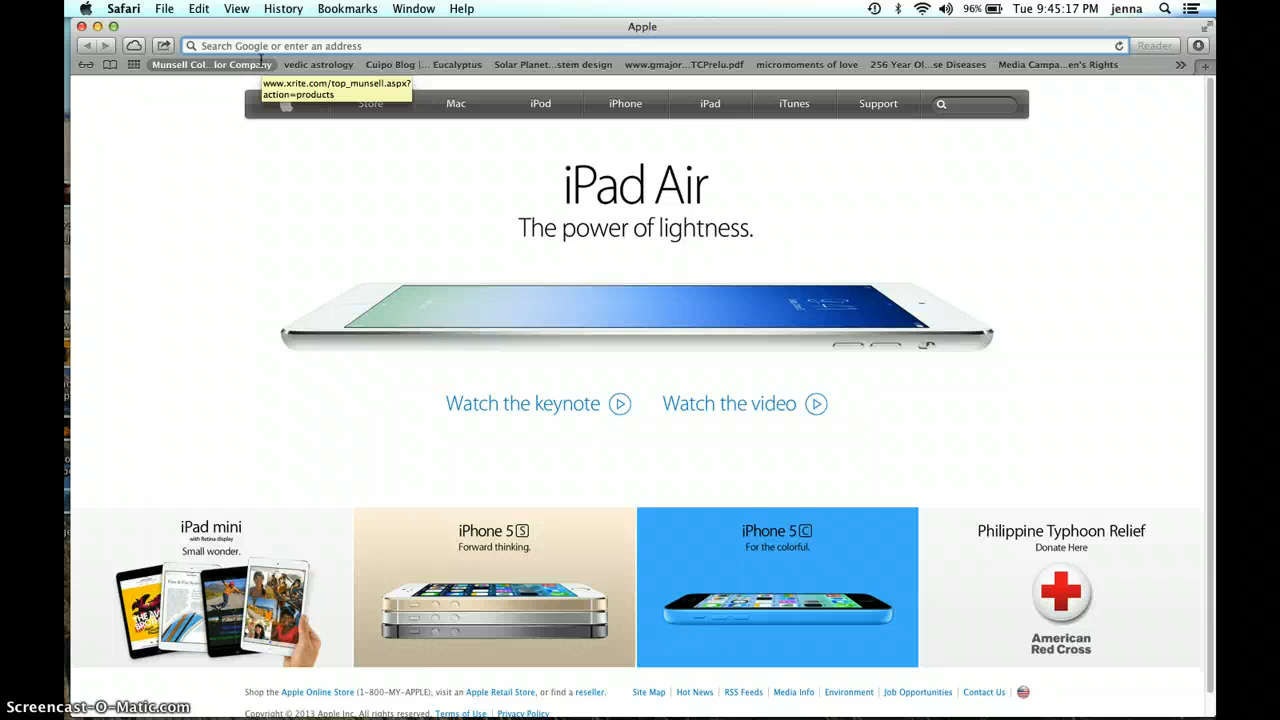 Safari File Edit View History Bookmarks Window Help 96% Tue 9:45:17 PM jenna
Apple
Search Google or enter an address Reader
Munsell Col...lor Company vedic astrology Cuipo Blog |... Eucalyptus Solar Planet...stem design www.gmajor...TCPrelu.pdf micromoments of love 256 Year Ol...se Diseases Media Campa...en's Rights
www.xrite.com/top_munsell.aspx?
action=products
Store Mac iPod iPhone iPad iTunes Support
iPad Air
The power of lightness.
Watch the keynote Watch the video
iPad mini
with Retina display
Small wonder.
iPhone 5S
Forward thinking.
iPhone 5C
For the colorful.
Philippine Typhoon Relief
Donate Here
American
Red Cross
Shop the Apple Online Store (1-800-MY-APPLE), visit an Apple Retail Store, or find a reseller. Site Map Hot News RSS Feeds Media Info Environment Job Opportunities Contact Us
Copyright © 2013 Apple Inc. All rights reserved. Terms of Use Privacy Policy
Screencast-O-Matic.com